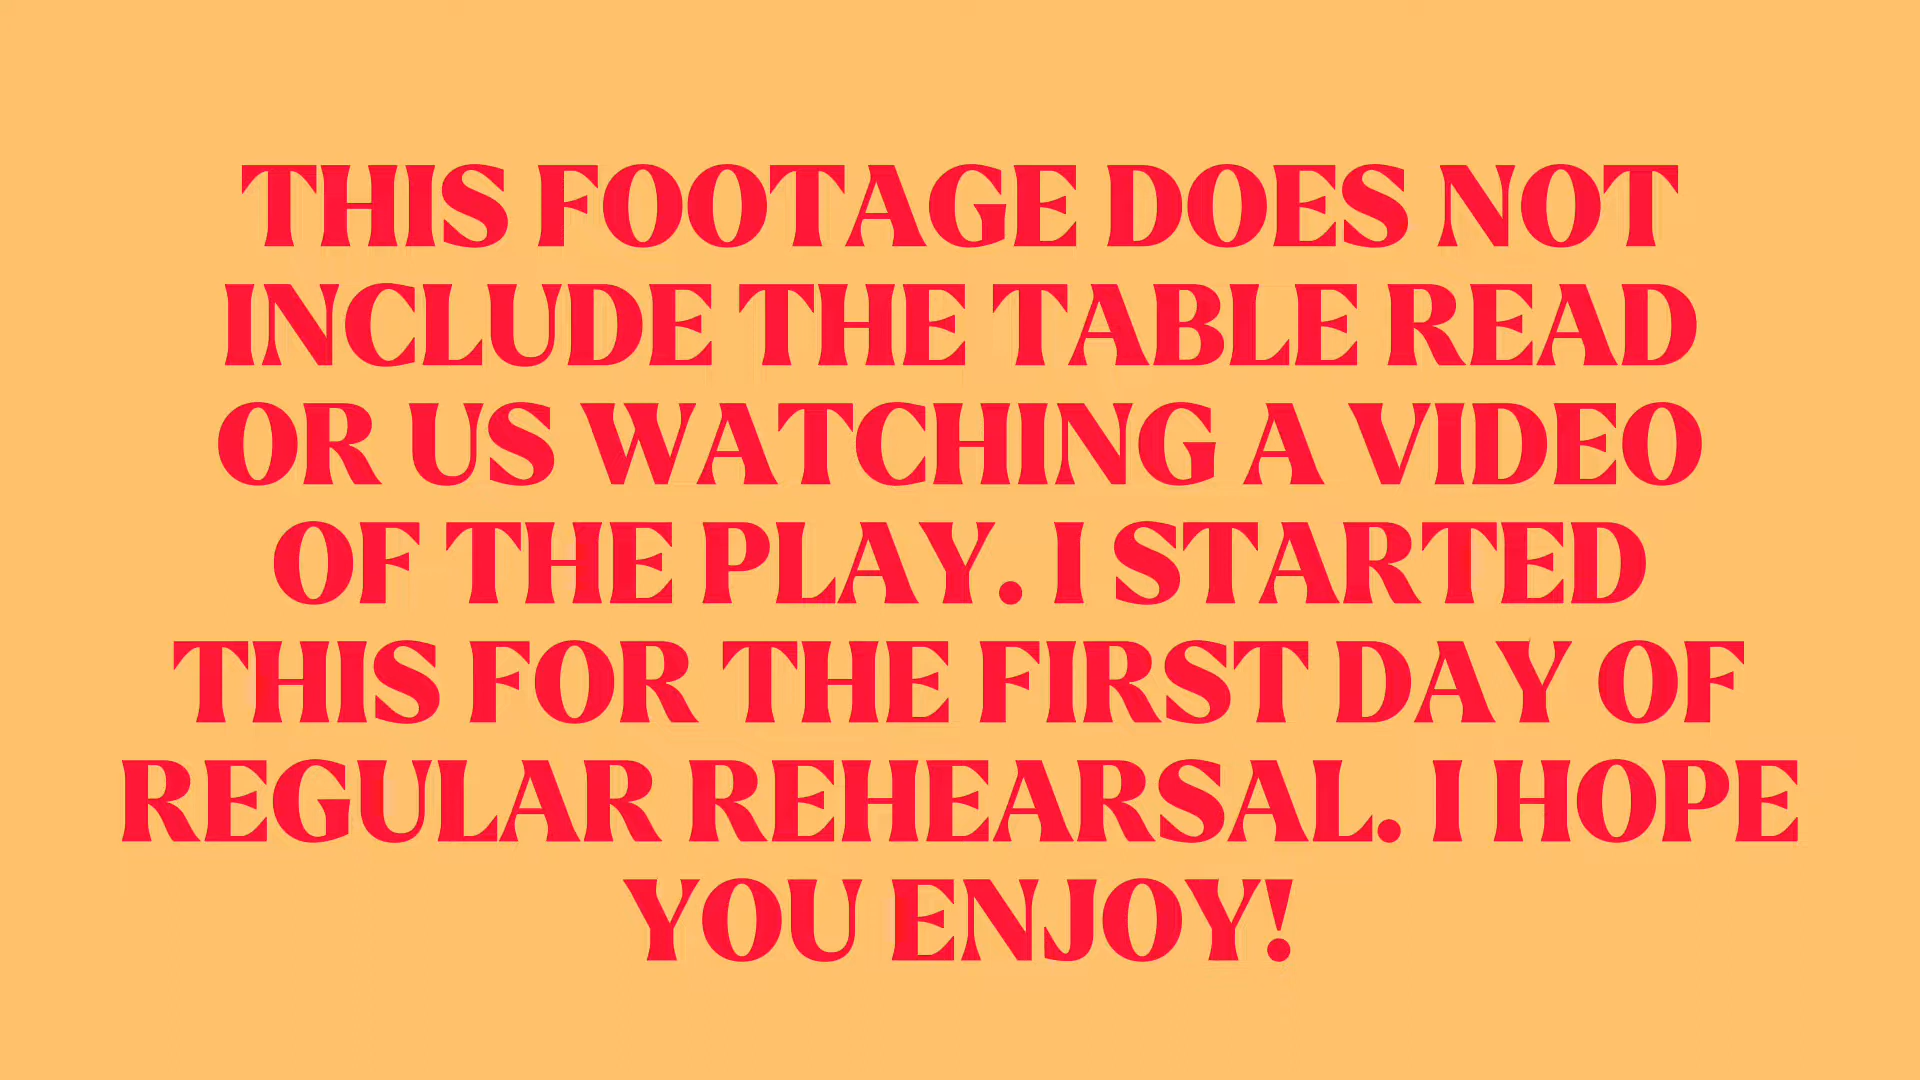 THIS FOOTAGE DOES NOT
INCLUDE THE TABLE READ
OR US WATCHING A VIDEO
OF THE PLAY. I STARTED
THIS FOR THE FIRST DAY OF
REGULAR REHEARSAL. I HOPE
YOU ENJOY!